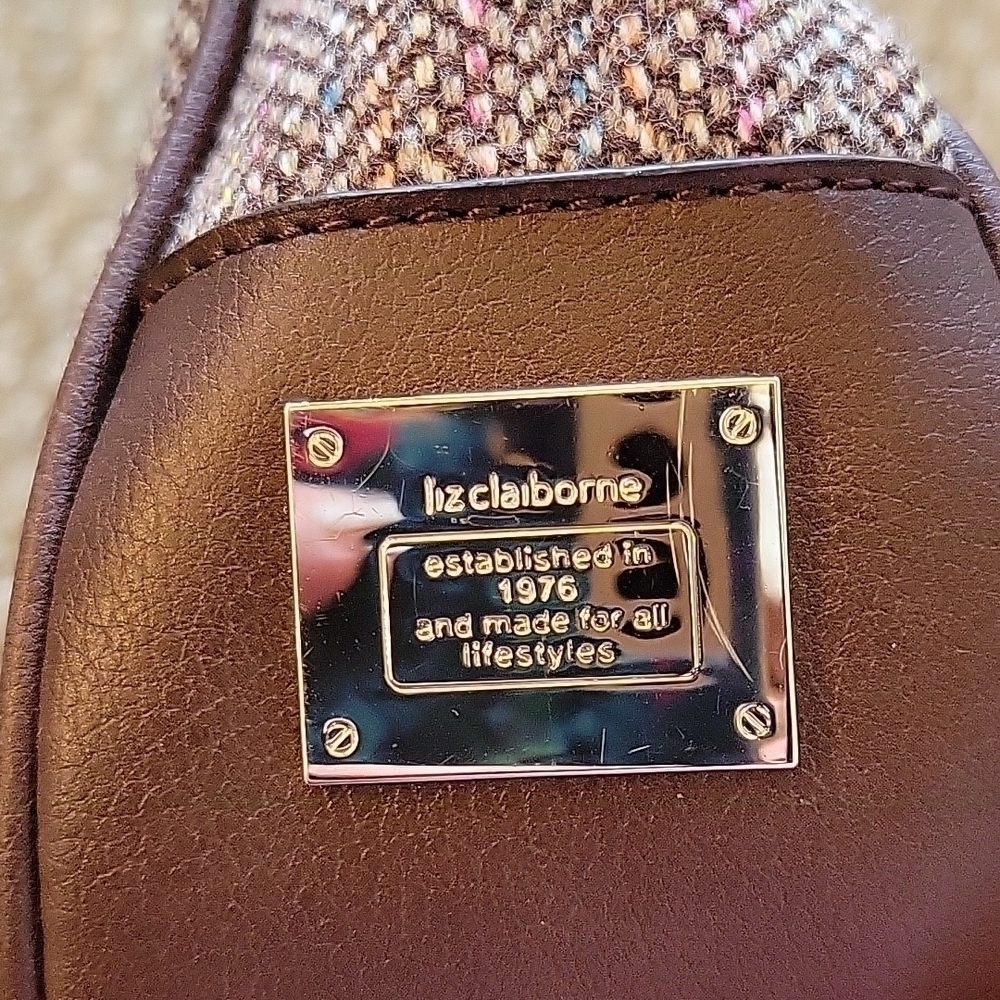 liz claiborne
established in
1976
and made for all
lifestyles